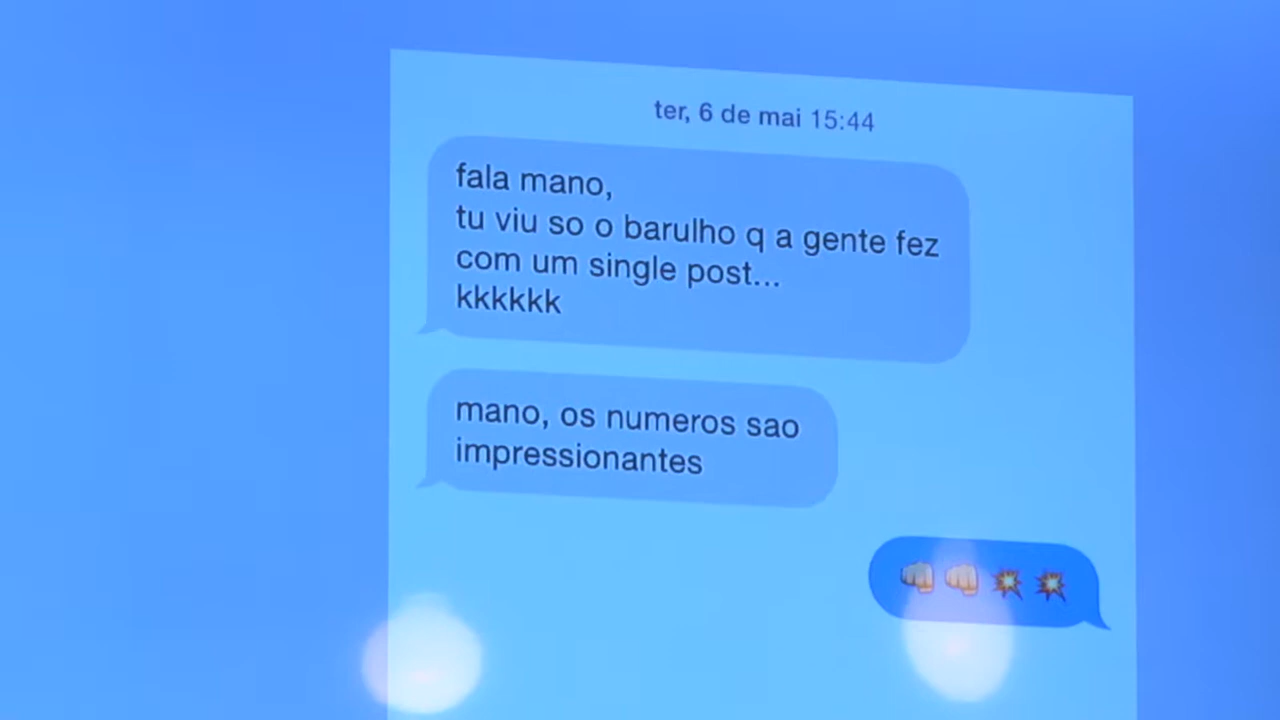 ter, 6 de mai 15:44
fala mano,
tu viu so o barulho q a gente fez
com um single post...
kkkkkk
mano, os numeros sao
impressionantes
👊👊💥💥